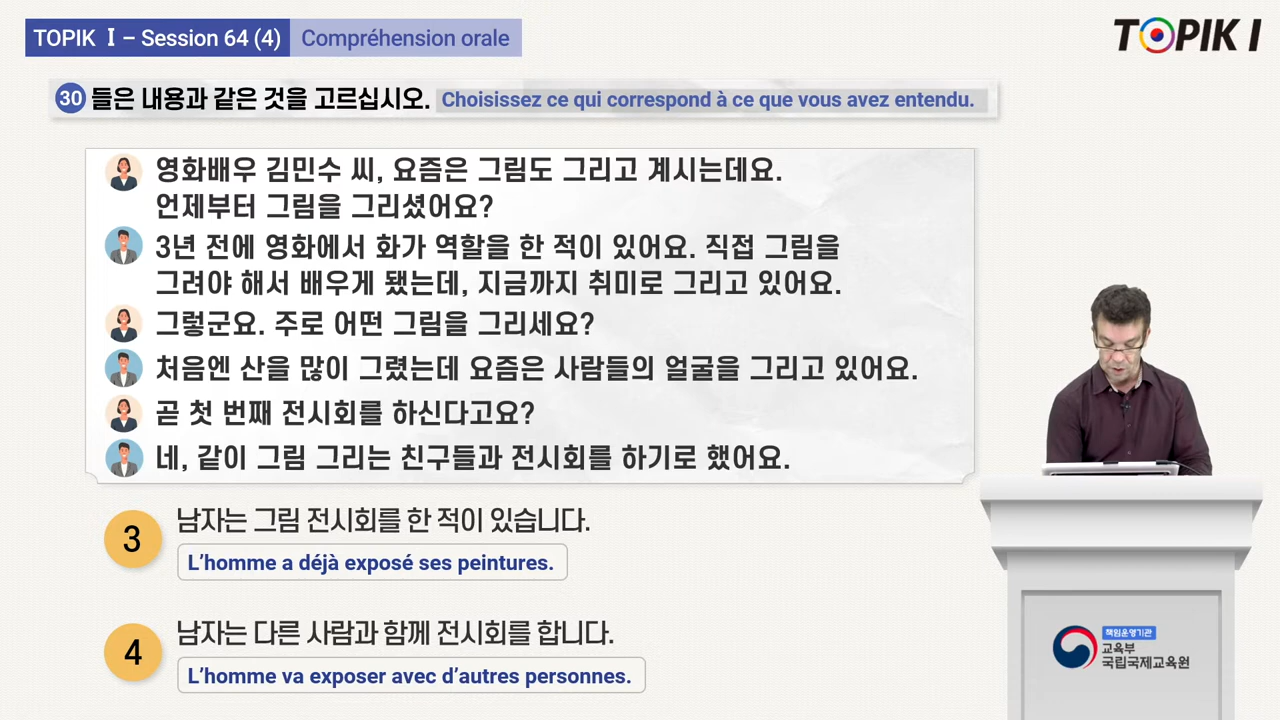 TOPIK Ⅰ – Session 64 (4) Compréhension orale
TOPIK I
30 들은 내용과 같은 것을 고르십시오. Choisissez ce qui correspond à ce que vous avez entendu.
영화배우 김민수 씨, 요즘은 그림도 그리고 계시는데요.
언제부터 그림을 그리셨어요?
3년 전에 영화에서 화가 역할을 한 적이 있어요. 직접 그림을
그려야 해서 배우게 됐는데, 지금까지 취미로 그리고 있어요.
그렇군요. 주로 어떤 그림을 그리세요?
처음엔 산을 많이 그렸는데 요즘은 사람들의 얼굴을 그리고 있어요.
곧 첫 번째 전시회를 하신다고요?
네, 같이 그림 그리는 친구들과 전시회를 하기로 했어요.
3 남자는 그림 전시회를 한 적이 있습니다.
L’homme a déjà exposé ses peintures.
4 남자는 다른 사람과 함께 전시회를 합니다.
L’homme va exposer avec d’autres personnes.
책임운영기관
교육부
국립국제교육원